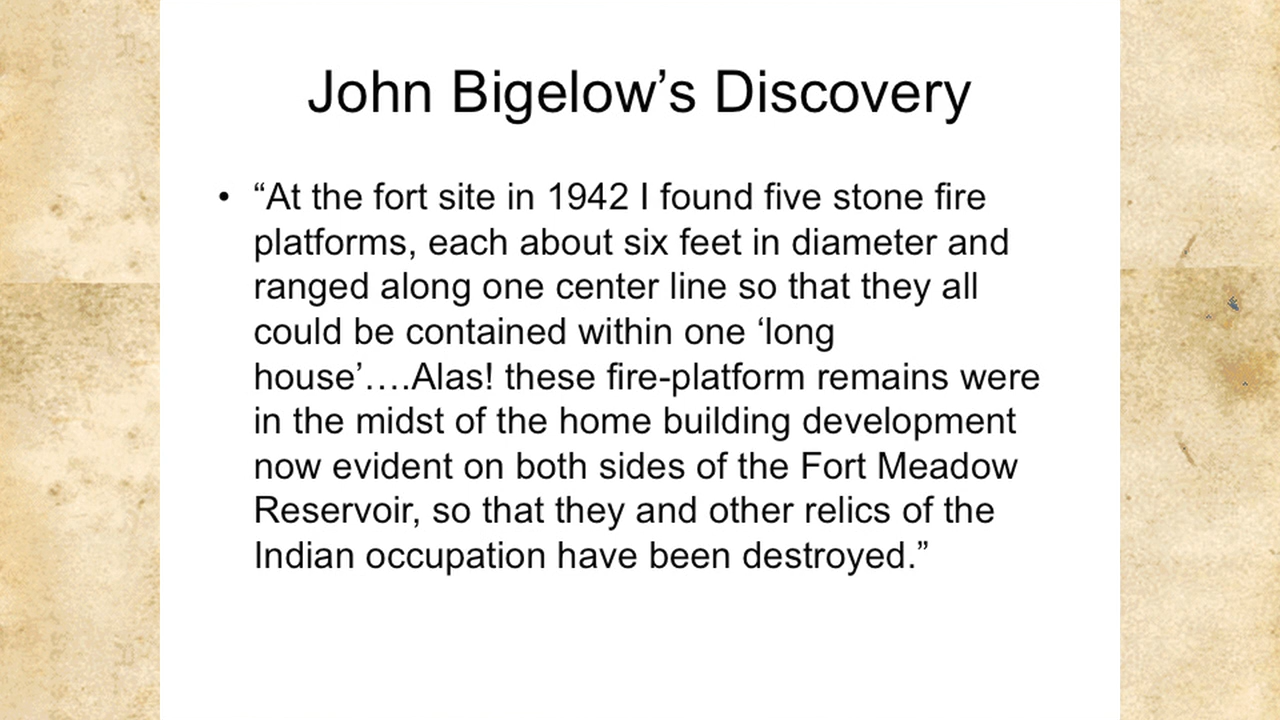 John Bigelow’s Discovery
• “At the fort site in 1942 I found five stone fire
platforms, each about six feet in diameter and
ranged along one center line so that they all
could be contained within one ‘long
house’….Alas! these fire-platform remains were
in the midst of the home building development
now evident on both sides of the Fort Meadow
Reservoir, so that they and other relics of the
Indian occupation have been destroyed.”